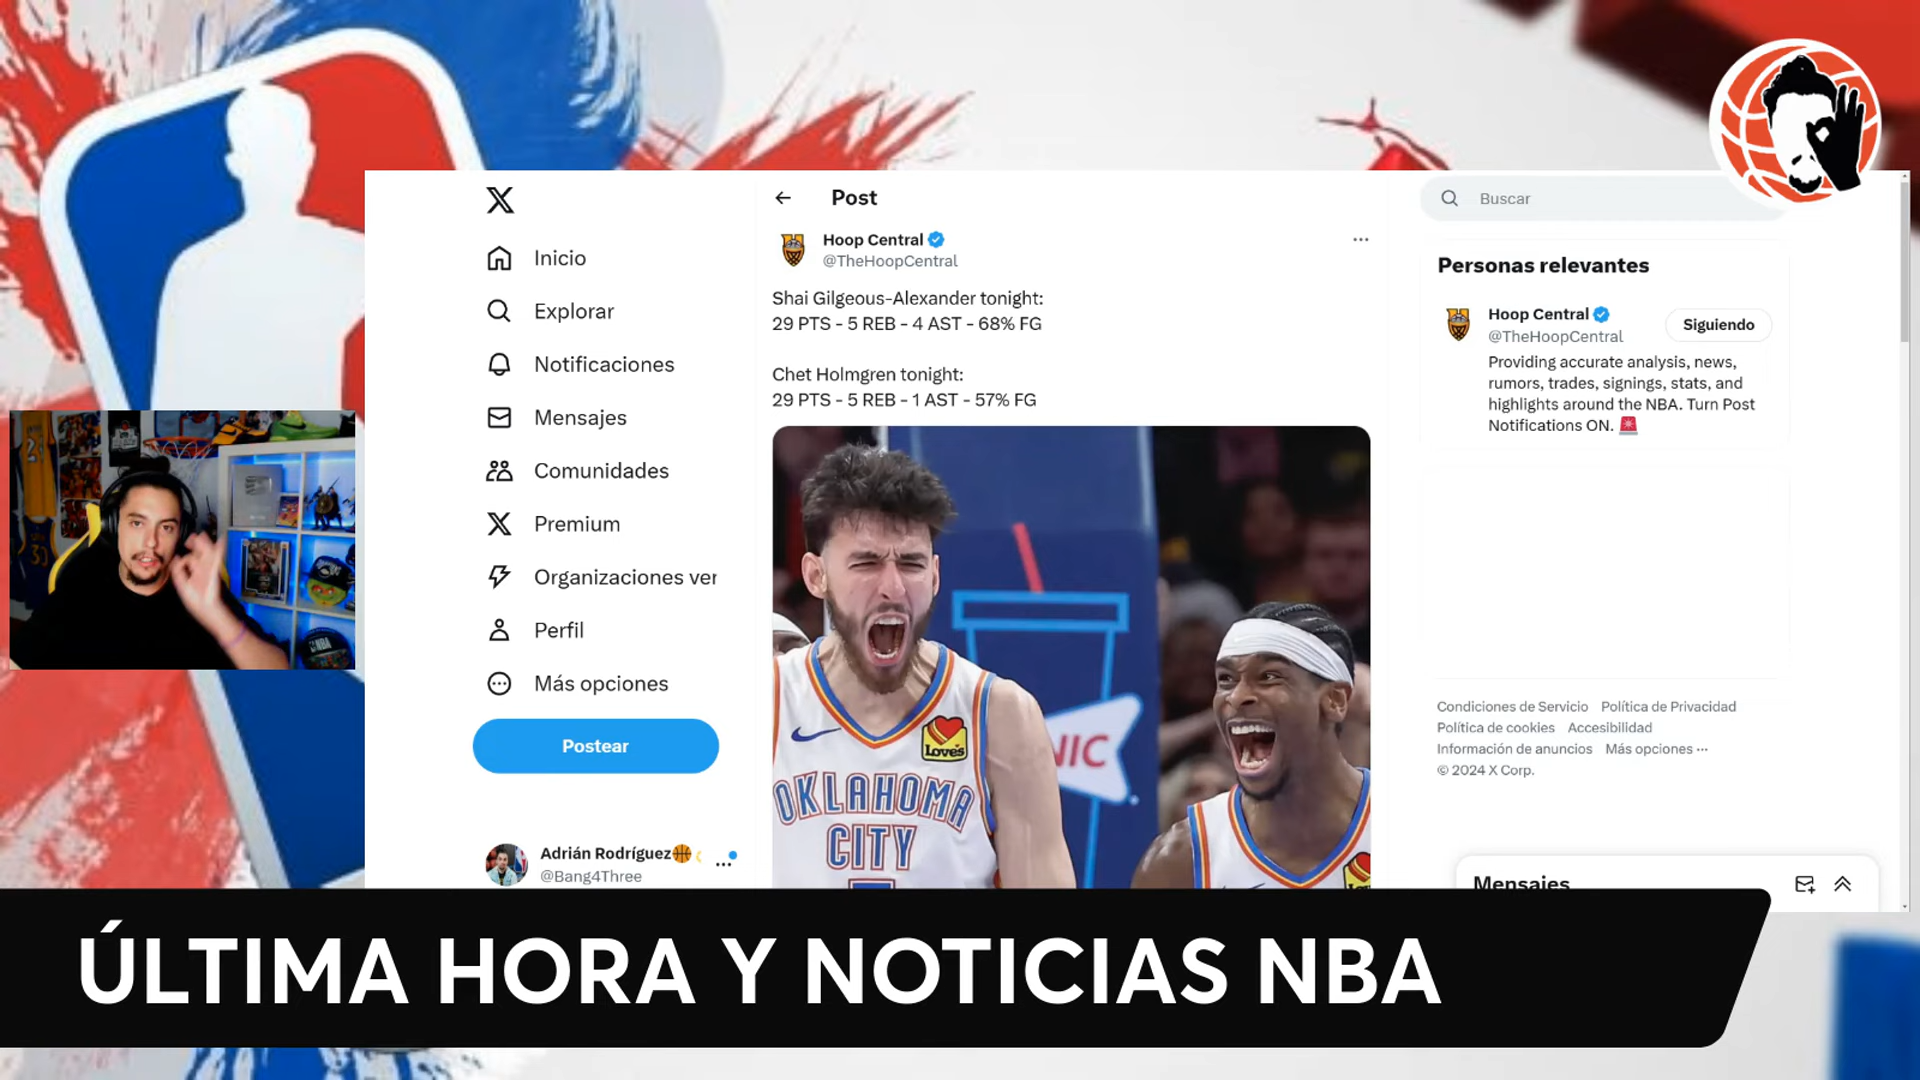 Inicio
Explorar
Notificaciones
Mensajes
Comunidades
Premium
Organizaciones ver
Perfil
Más opciones
Postear
Adrián Rodríguez
@Bang4Three
Post
Hoop Central
@TheHoopCentral
Shai Gilgeous-Alexander tonight:
29 PTS - 5 REB - 4 AST - 68% FG
Chet Holmgren tonight:
29 PTS - 5 REB - 1 AST - 57% FG
Love's
OKLAHOMA
CITY
NIC
Buscar
Personas relevantes
Hoop Central
@TheHoopCentral
Siguiendo
Providing accurate analysis, news,
rumors, trades, signings, stats, and
highlights around the NBA. Turn Post
Notifications ON.
Condiciones de Servicio Política de Privacidad
Política de cookies Accesibilidad
Información de anuncios Más opciones ···
© 2024 X Corp.
Mensajes
30
NBA
ÚLTIMA HORA Y NOTICIAS NBA